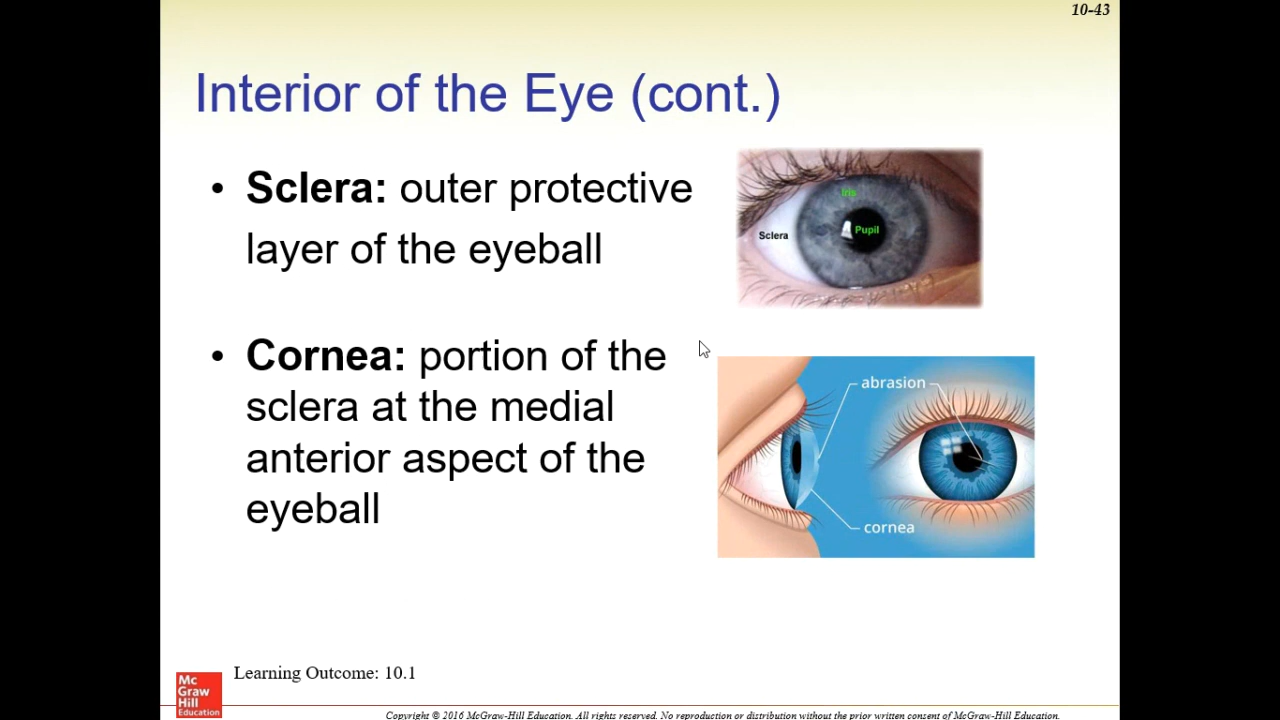 10-43
Interior of the Eye (cont.)
• Sclera: outer protective
layer of the eyeball
Iris
Pupil
Sclera
• Cornea: portion of the
sclera at the medial
anterior aspect of the
eyeball
abrasion
cornea
Learning Outcome: 10.1
Mc
Graw
Hill
Education
Copyright © 2016 McGraw-Hill Education. All rights reserved. No reproduction or distribution without the prior written consent of McGraw-Hill Education.